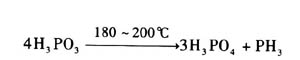 180 ~ 200℃
4H₃PO₃ ⟶ 3H₃PO₄ + PH₃